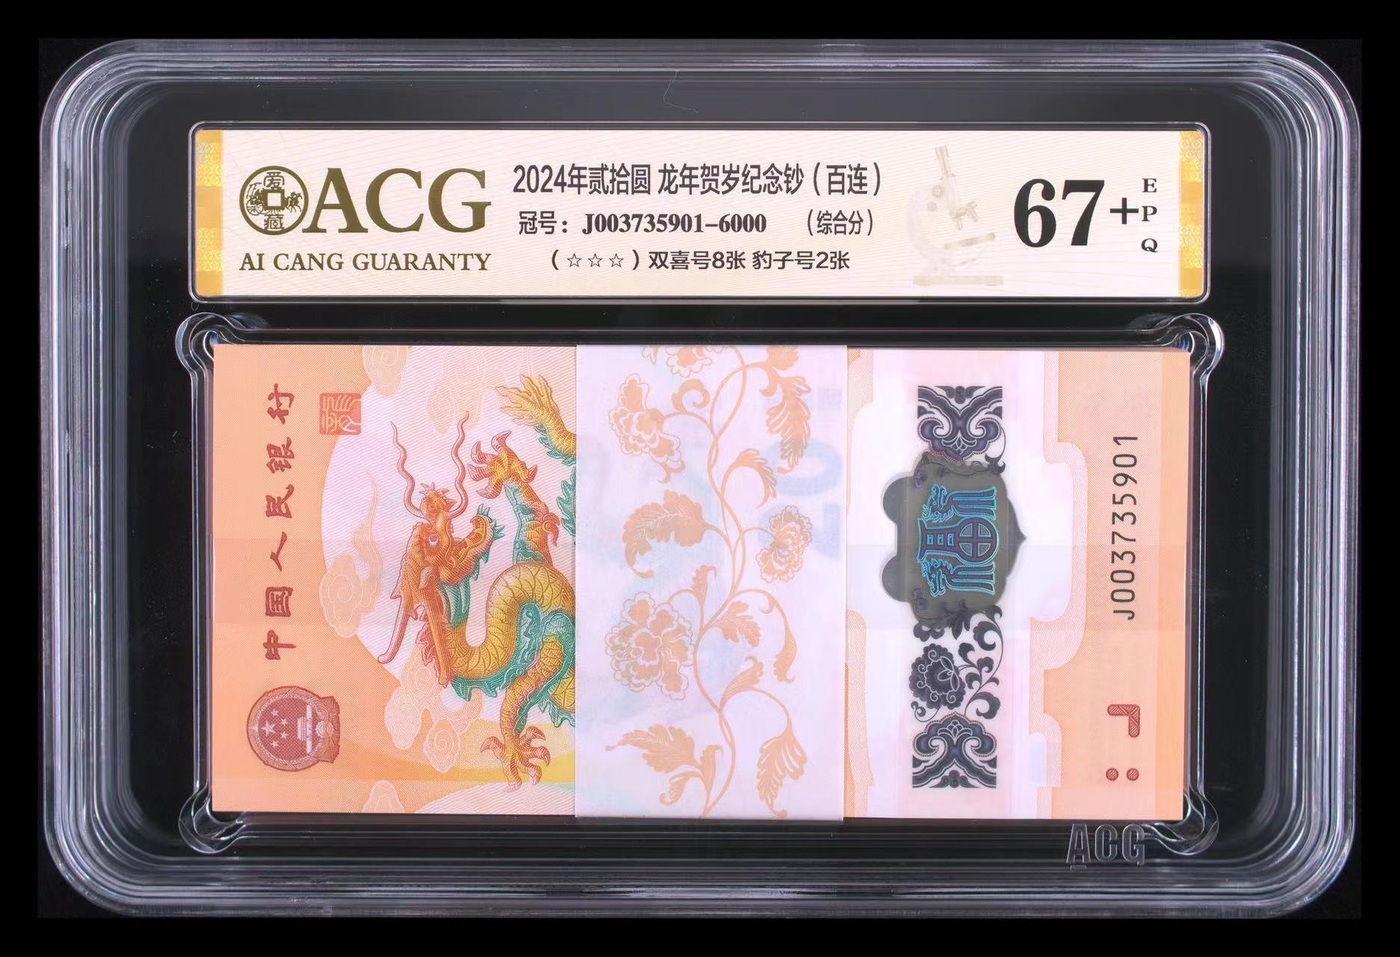 ACG
AI CANG GUARANTY
2024年贰拾圆 龙年贺岁纪念钞（百连）
冠号：J003735901-6000 （综合分）
（☆☆☆）双喜号8张 豹子号2张
67+
EPQ
中国人民银行
J003735901
ACG